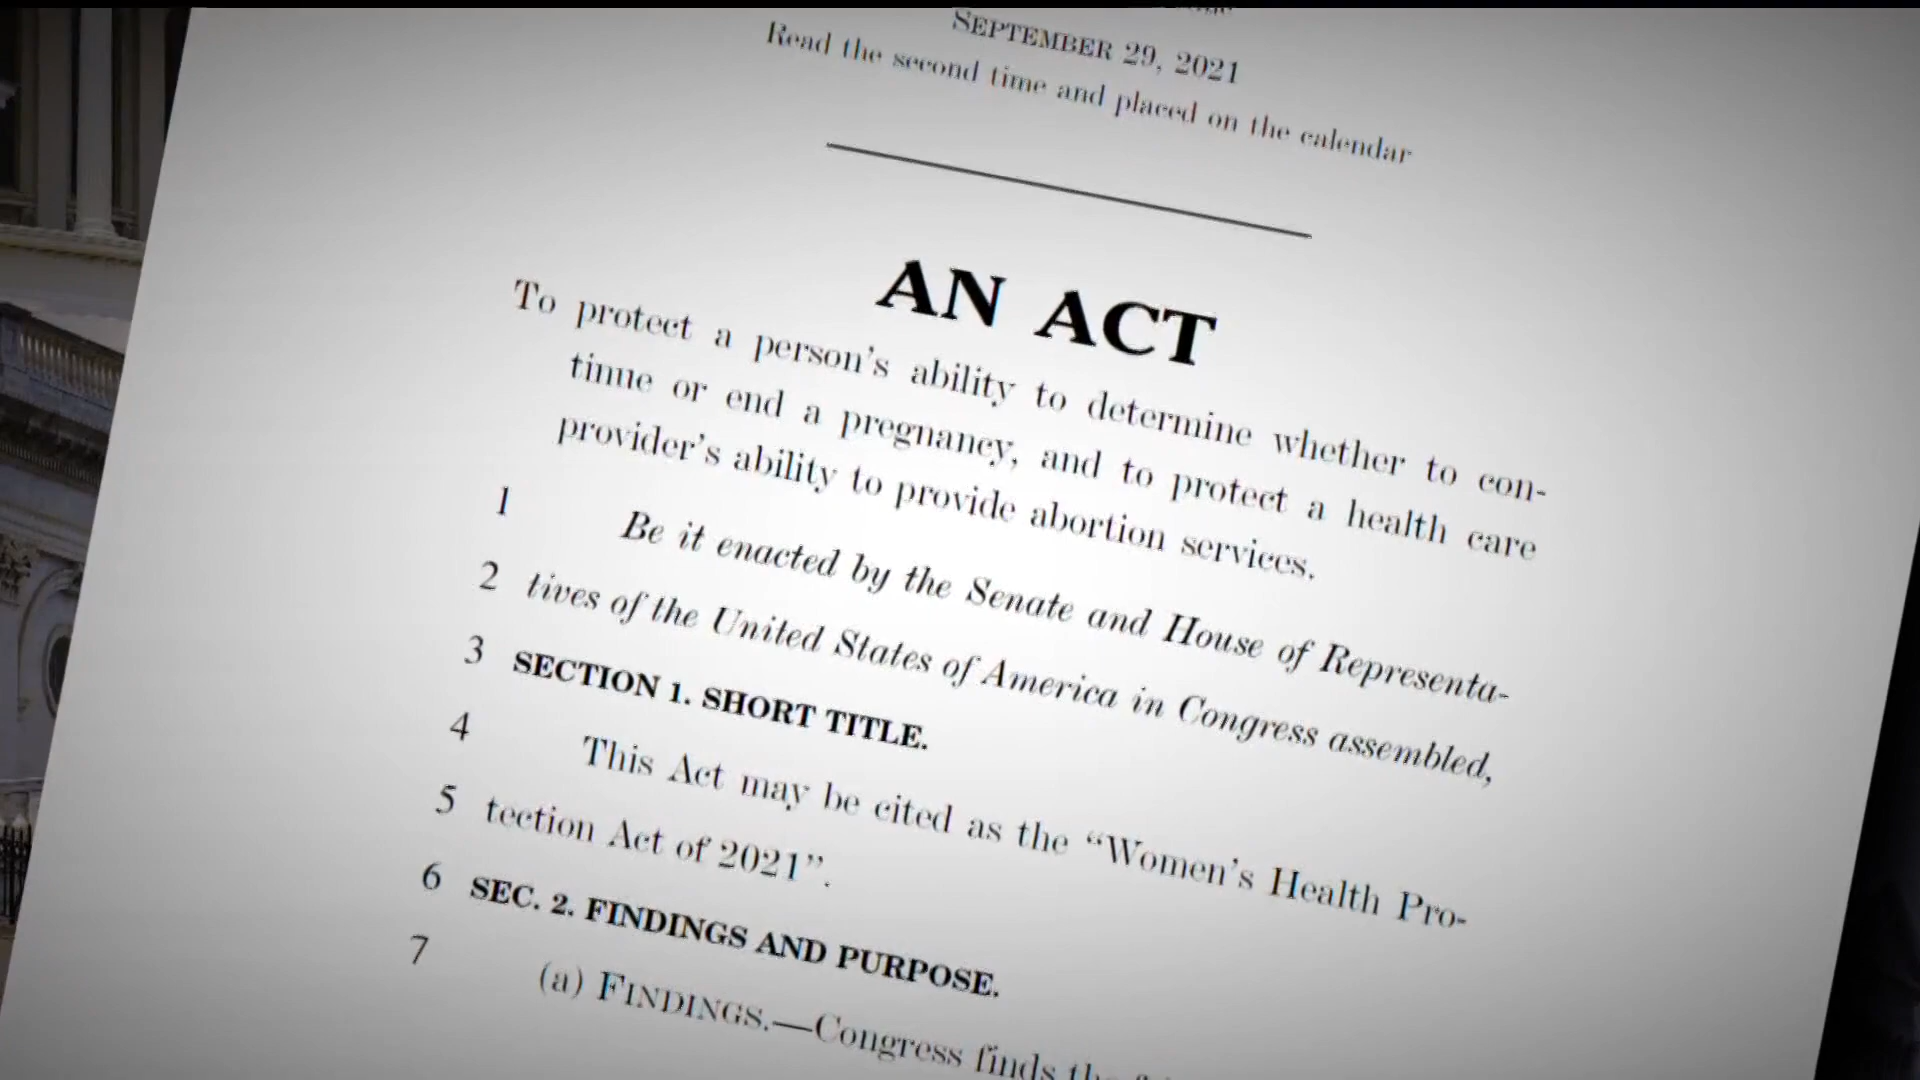 SEPTEMBER 29, 2021
Read the second time and placed on the calendar
AN ACT
To protect a person's ability to determine whether to con-
tinue or end a pregnancy, and to protect a health care
provider's ability to provide abortion services.
1 Be it enacted by the Senate and House of Representa-
2 tives of the United States of America in Congress assembled,
3 SECTION 1. SHORT TITLE.
4 This Act may be cited as the “Women's Health Pro-
5 tection Act of 2021”.
6 SEC. 2. FINDINGS AND PURPOSE.
7 (a) FINDINGS.—Congress finds